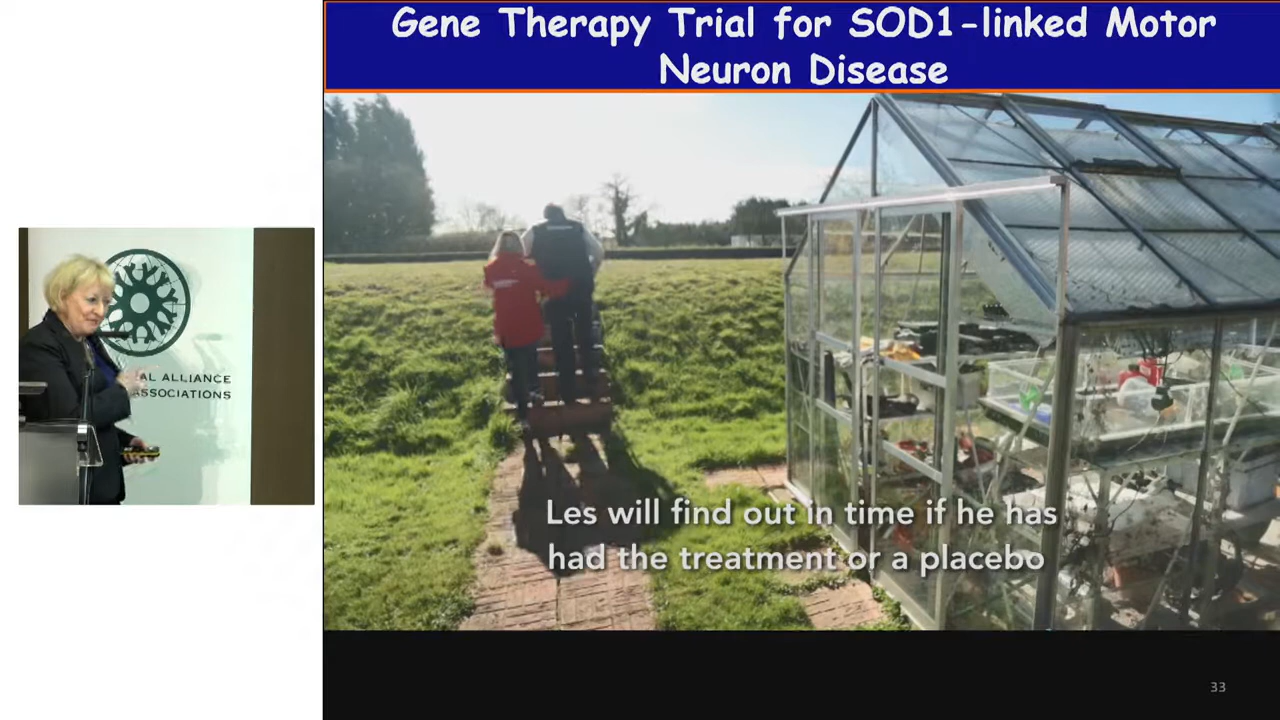 Gene Therapy Trial for SOD1-linked Motor
Neuron Disease
AL ALLIANCE
ASSOCIATIONS
Les will find out in time if he has
had the treatment or a placebo
33